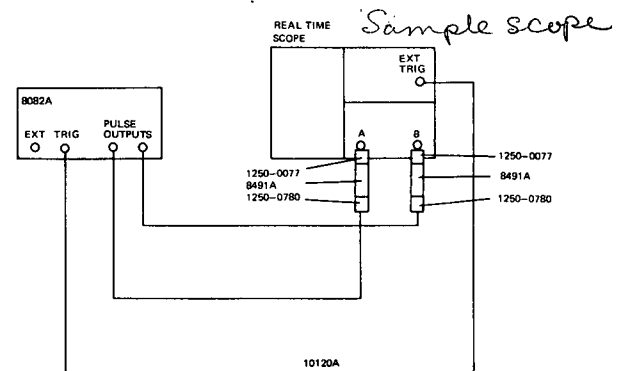 REAL TIME
SCOPE
Sample scope
EXT
TRIG
8082A
EXT TRIG
PULSE
OUTPUTS
A
B
1250-0077
8491A
1250-0780
1250-0077
8491A
1250-0780
10120A